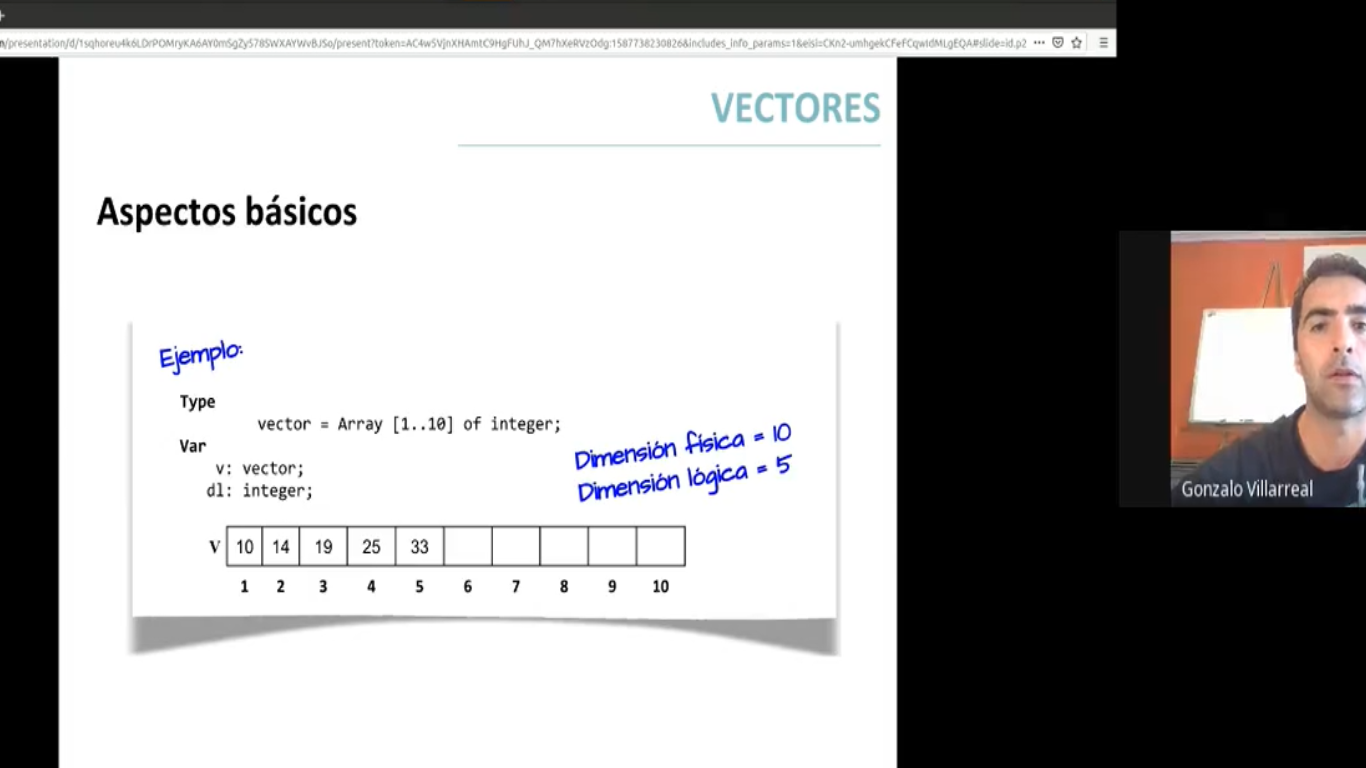 n/presentation/d/1sqhoreu4k6LDrPOMryKA6AY0mSgZy578SWXAYWvBJSo/present?token=AC4w5VjnXHAmtC9HgFUhJ_QM7hXeRVzOdg:1587738230826&includes_info_params=1&eisi=CKn2-umhgekCFeFCqwIdMLgEQA#slide=id.p2
VECTORES
Aspectos básicos
Ejemplo:
Type
vector = Array [1..10] of integer;
Var
v: vector;
dl: integer;
Dimensión física = 10
Dimensión lógica = 5
V 10 14 19 25 33
1 2 3 4 5 6 7 8 9 10
Gonzalo Villarreal